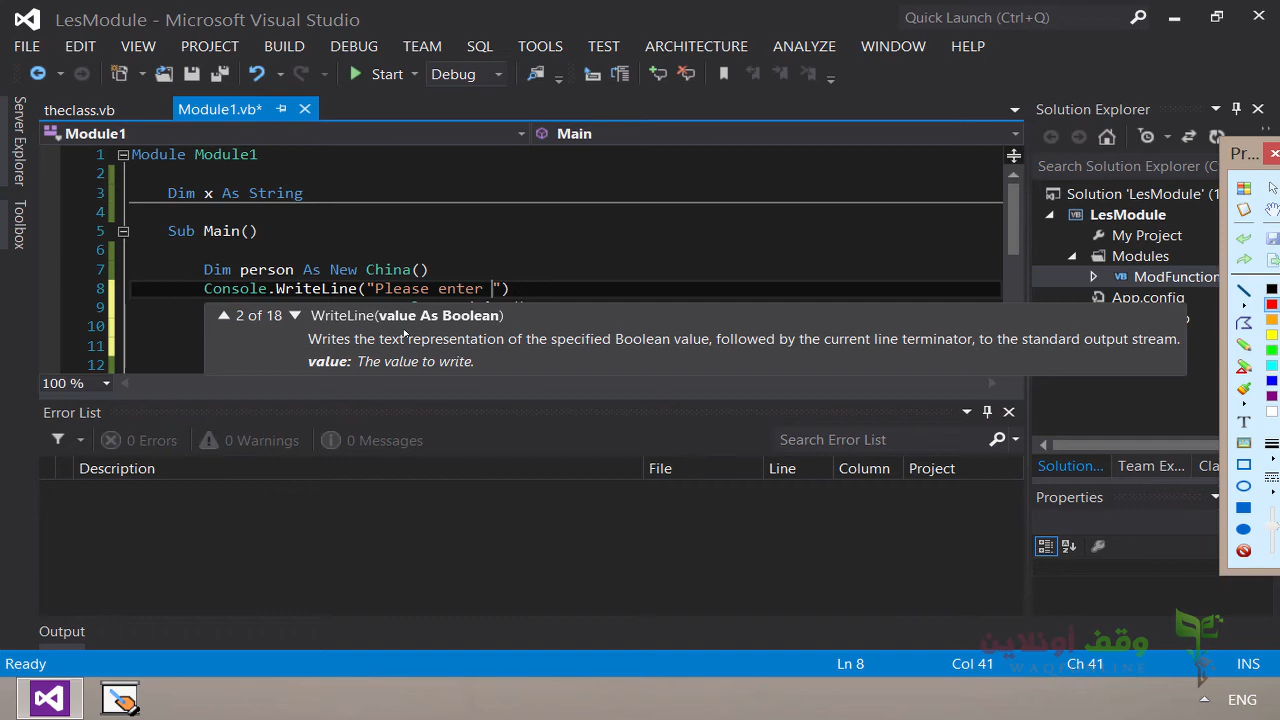 LesModule - Microsoft Visual Studio
Quick Launch (Ctrl+Q)
FILE EDIT VIEW PROJECT BUILD DEBUG TEAM SQL TOOLS TEST ARCHITECTURE ANALYZE WINDOW HELP
Start Debug
Server Explorer
Toolbox
theclass.vb Module1.vb*
Module1 Main
1 Module Module1
2
3 Dim x As String
4
5 Sub Main()
6
7 Dim person As New China()
8 Console.WriteLine("Please enter ")
9
10
11
12
2 of 18 WriteLine(value As Boolean)
Writes the text representation of the specified Boolean value, followed by the current line terminator, to the standard output stream.
value: The value to write.
100 %
Error List
0 Errors 0 Warnings 0 Messages
Search Error List
Description File Line Column Project
Output
Solution Explorer
Search Solution Explorer (C
Solution 'LesModule' (1
LesModule
My Project
Modules
ModFunction
App.config
Solution... Team Ex... Cla
Properties
Pr...
T
وقف أونلاين
WAQF ONLINE
Ready Ln 8 Col 41 Ch 41 INS
ENG